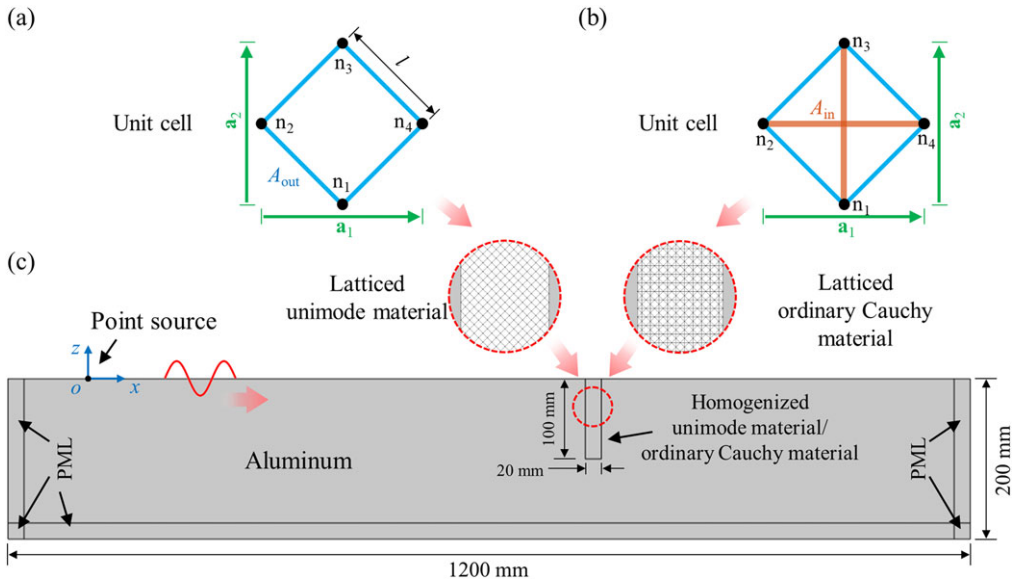 (a)
n3
l
a2
Unit cell
n2
n4
Aout
n1
a1
(b)
n3
Unit cell
Ain
a2
n2
n4
n1
a1
(c)
Latticed
unimode material
Latticed
ordinary Cauchy
material
Point source
z
o
x
100 mm
20 mm
Homogenized
unimode material/
ordinary Cauchy material
PML
Aluminum
PML
200 mm
1200 mm